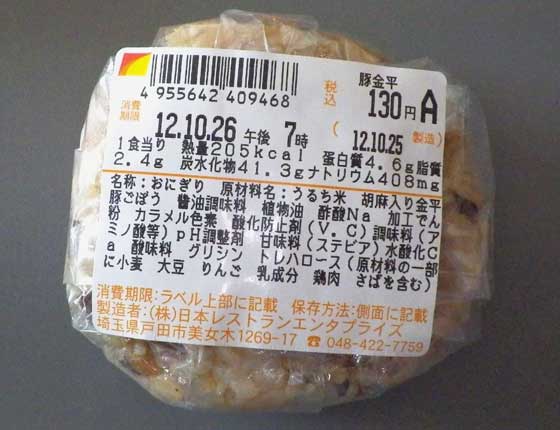 豚金平
4 955642 409468
税込 130円 A
消費期限 12.10.26 午後 7時 (12.10.25 製造)
1食当り 熱量205kcal 蛋白質4.6g脂質
2.4g 炭水化物41.3gナトリウム408mg
名称:おにぎり 原材料名:うるち米 胡麻入り金平
豚ごぼう 醤油調味料 植物油 酢酸Na 加工でん
粉 カラメル色素 酸化防止剤(V.C)調味料(ア
ミノ酸等)pH調整剤 甘味料(ステビア)水酸化C
a 酸味料 グリシン トレハロース(原材料の一部
に小麦 大豆 りんご 乳成分 鶏肉 さばを含む)
消費期限:ラベル上部に記載 保存方法:側面に記載
製造者:(株)日本レストランエンタプライズ
埼玉県戸田市美女木1269-17 ☎ 048-422-7759